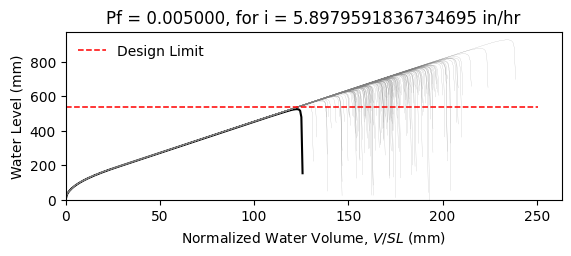 Pf = 0.005000, for i = 5.8979591836734695 in/hr
Design Limit
Water Level (mm)
800
600
400
200
0
0 50 100 150 200 250
Normalized Water Volume, V/SL (mm)